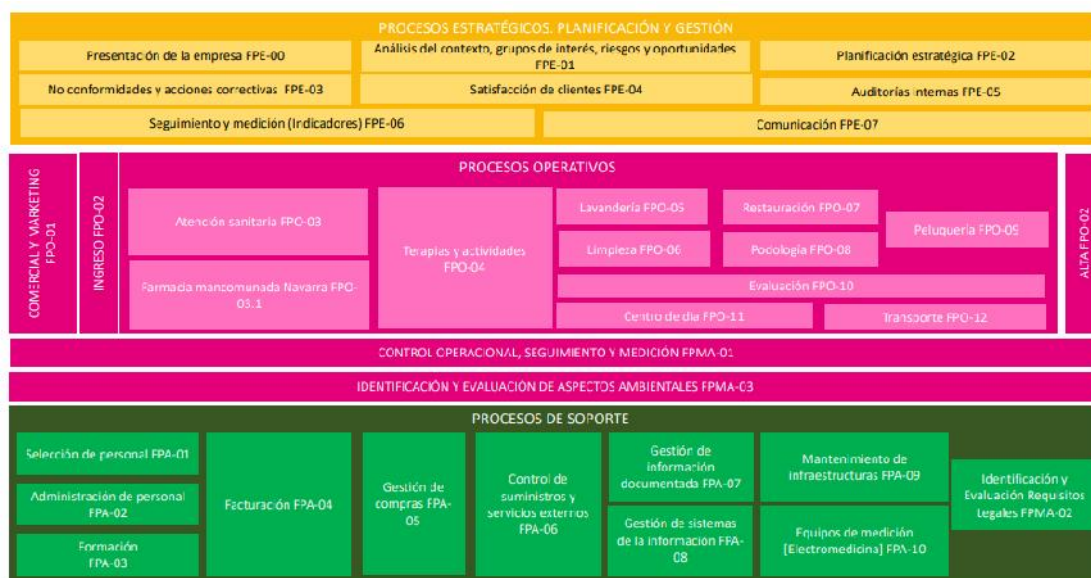 PROCESOS ESTRATÉGICOS. PLANIFICACIÓN Y GESTIÓN
Presentación de la empresa FPE-00
Análisis del contexto, grupos de interés, riesgos y oportunidades
FPE-01
Planificación estratégica FPE-02
No conformidades y acciones correctivas FPE-03
Satisfacción de clientes FPE-04
Auditorías internas FPE-05
Seguimiento y medición (Indicadores) FPE-06
Comunicación FPE-07
COMERCIAL Y MARKETING
FPO-01
INGRESO FPO-02
PROCESOS OPERATIVOS
Atención sanitaria FPO-03
Farmacia mancomunada Navarra FPO-
03.1
Terapias y actividades
FPO-04
Lavandería FPO-05
Restauración FPO-07
Peluquería FPO-09
Limpieza FPO-06
Podología FPO-08
Evaluación FPO-10
Centro de día FPO-11
Transporte FPO-12
ALTA FPO-02
CONTROL OPERACIONAL, SEGUIMIENTO Y MEDICIÓN FPMA-01
IDENTIFICACIÓN Y EVALUACIÓN DE ASPECTOS AMBIENTALES FPMA-03
PROCESOS DE SOPORTE
Selección de personal FPA-01
Administración de personal
FPA-02
Formación
FPA-03
Facturación FPA-04
Gestión de
compras FPA-
05
Control de
suministros y
servicios externos
FPA-06
Gestión de
información
documentada FPA-07
Gestión de sistemas
de la información FPA-
08
Mantenimiento de
infraestructuras FPA-09
Equipos de medición
[Electromedicina] FPA-10
Identificación y
Evaluación Requisitos
Legales FPMA-02